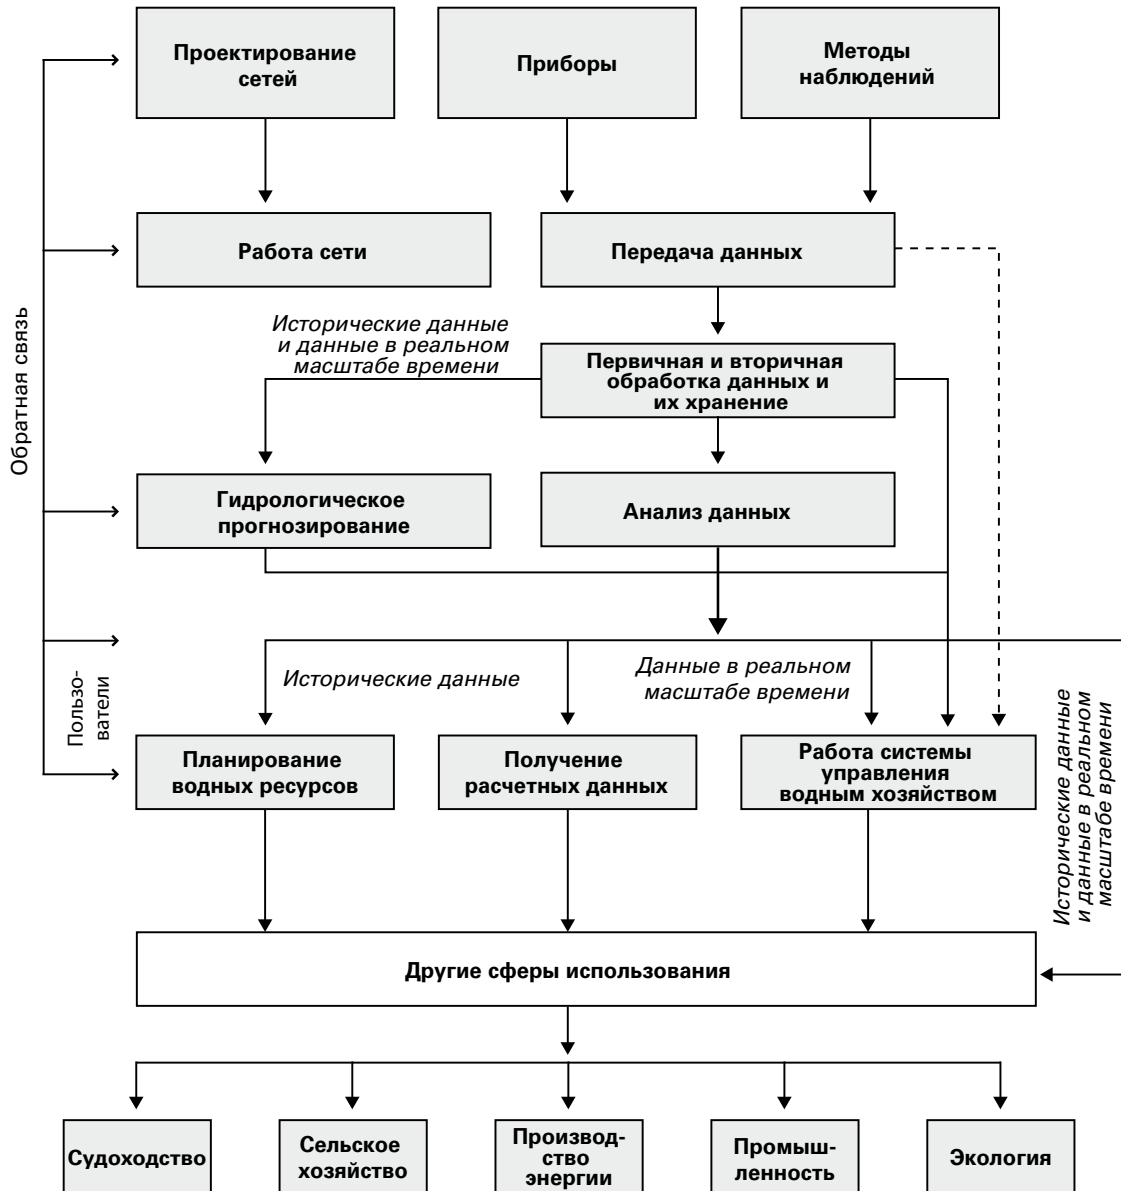 Проектирование
сетей
Приборы
Методы
наблюдений
Работа сети
Передача данных
Исторические данные
и данные в реальном
масштабе времени
Первичная и вторичная
обработка данных и
их хранение
Обратная связь
Гидрологическое
прогнозирование
Анализ данных
Пользо-
ватели
Исторические данные
Данные в реальном
масштабе времени
Исторические данные
и данные в реальном
масштабе времени
Планирование
водных ресурсов
Получение
расчетных данных
Работа системы
управления
водным хозяйством
Другие сферы использования
Судоходство
Сельское
хозяйство
Производ-
ство
энергии
Промыш-
ленность
Экология